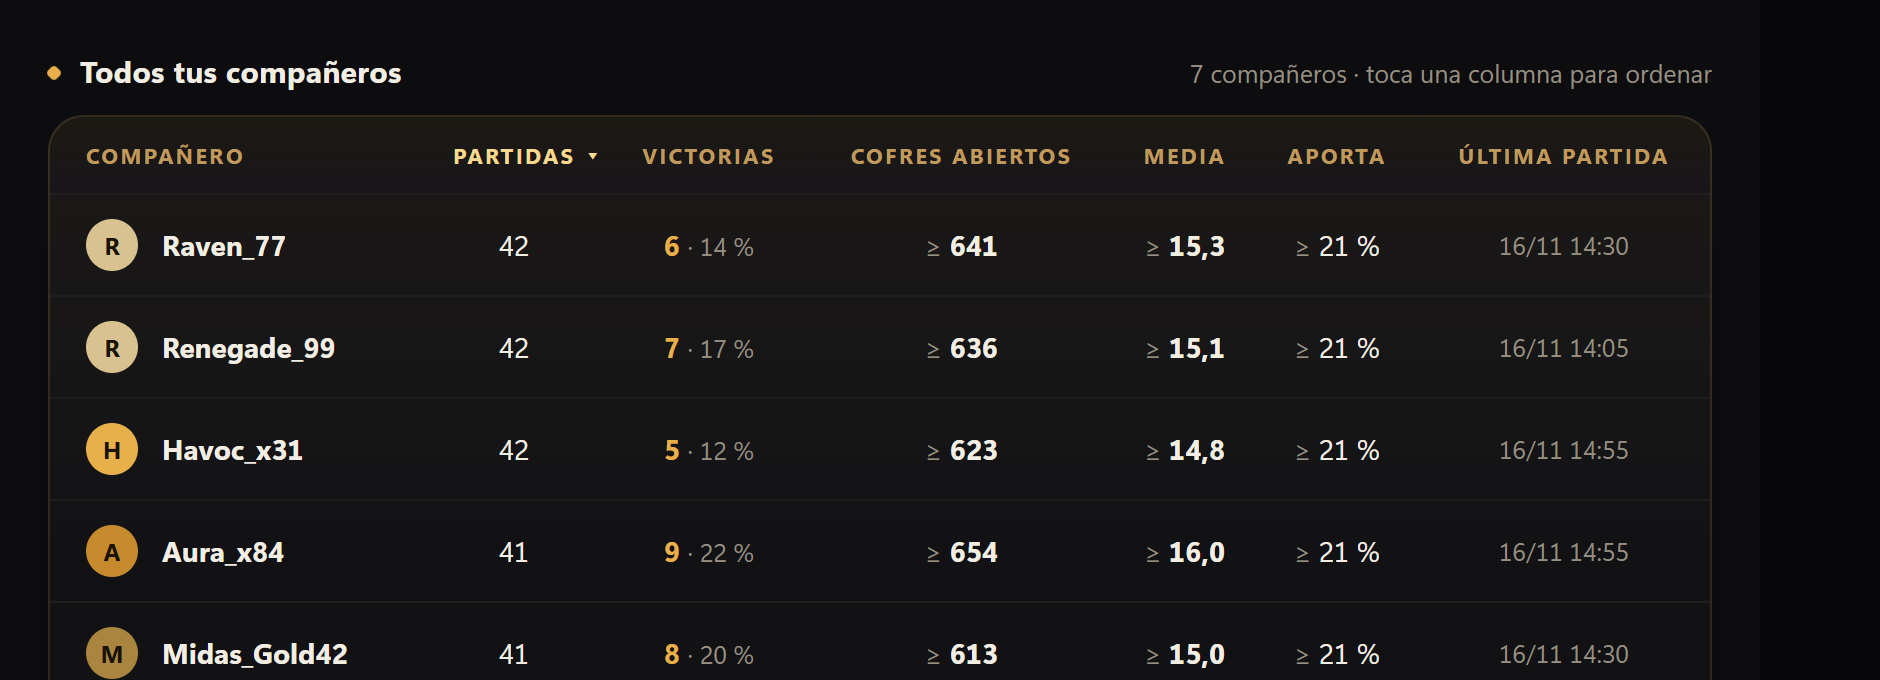 Todos tus compañeros
7 compañeros · toca una columna para ordenar
COMPAÑERO PARTIDAS ▼ VICTORIAS COFRES ABIERTOS MEDIA APORTA ÚLTIMA PARTIDA
R Raven_77 42 6 · 14 % ≥ 641 ≥ 15,3 ≥ 21 % 16/11 14:30
R Renegade_99 42 7 · 17 % ≥ 636 ≥ 15,1 ≥ 21 % 16/11 14:05
H Havoc_x31 42 5 · 12 % ≥ 623 ≥ 14,8 ≥ 21 % 16/11 14:55
A Aura_x84 41 9 · 22 % ≥ 654 ≥ 16,0 ≥ 21 % 16/11 14:55
M Midas_Gold42 41 8 · 20 % ≥ 613 ≥ 15,0 ≥ 21 % 16/11 14:30